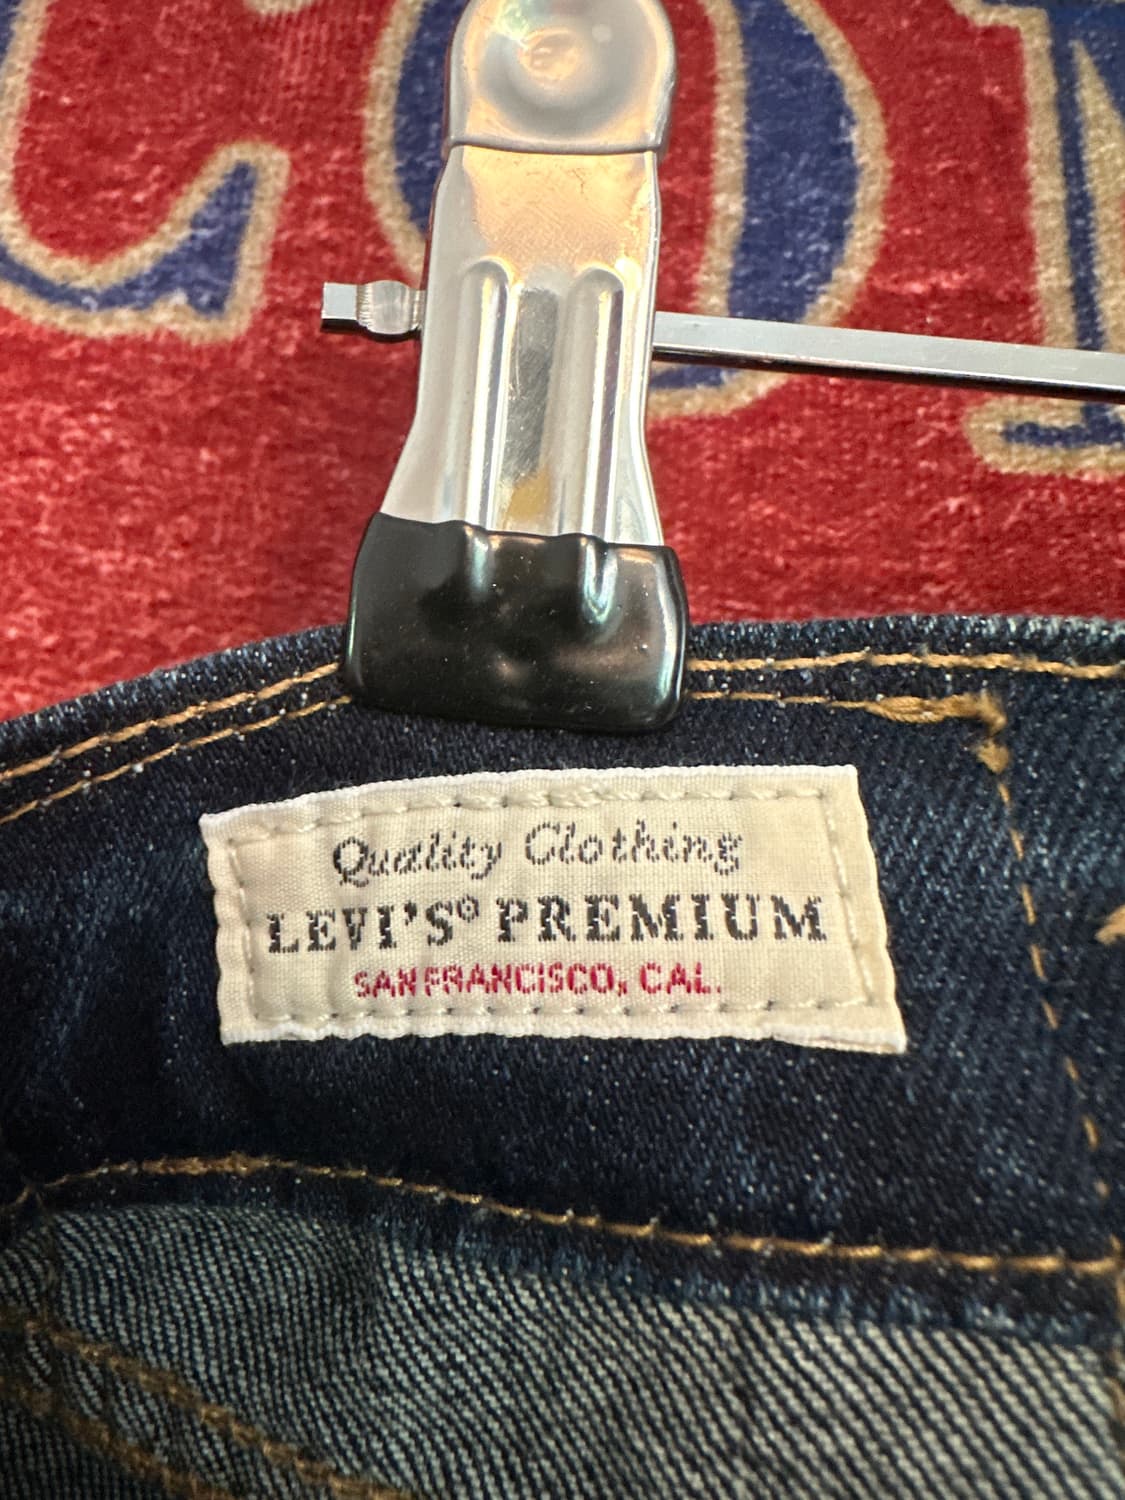 Quality Clothing
LEVI'S® PREMIUM
SAN FRANCISCO, CAL.